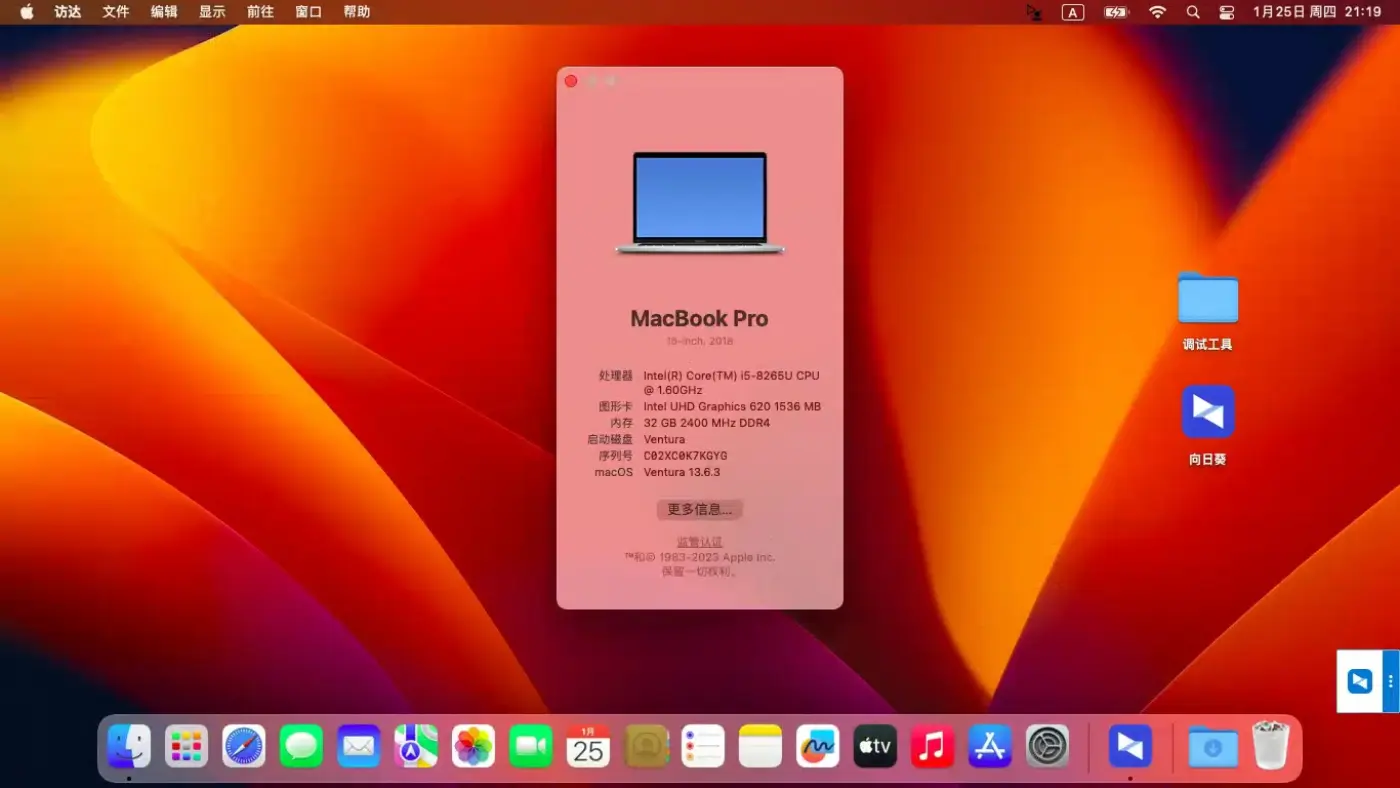 访达 文件 编辑 显示 前往 窗口 帮助 A 1月25日 周四 21:19
MacBook Pro
处理器 Intel(R) Core(TM) i5-8265U CPU
@ 1.60GHz
图形卡 Intel UHD Graphics 620 1536 MB
内存 32 GB 2400 MHz DDR4
启动磁盘 Ventura
序列号 C02XC0K7KGYG
macOS Ventura 13.6.3
更多信息...
监管认证
™和© 1983-2023 Apple Inc.
保留一切权利。
调试工具
向日葵
1月
25
tv